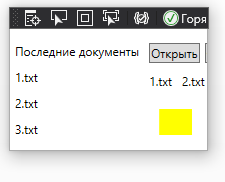 Горя
Последние документы
Открыть
1.txt
2.txt
3.txt
1.txt 2.txt